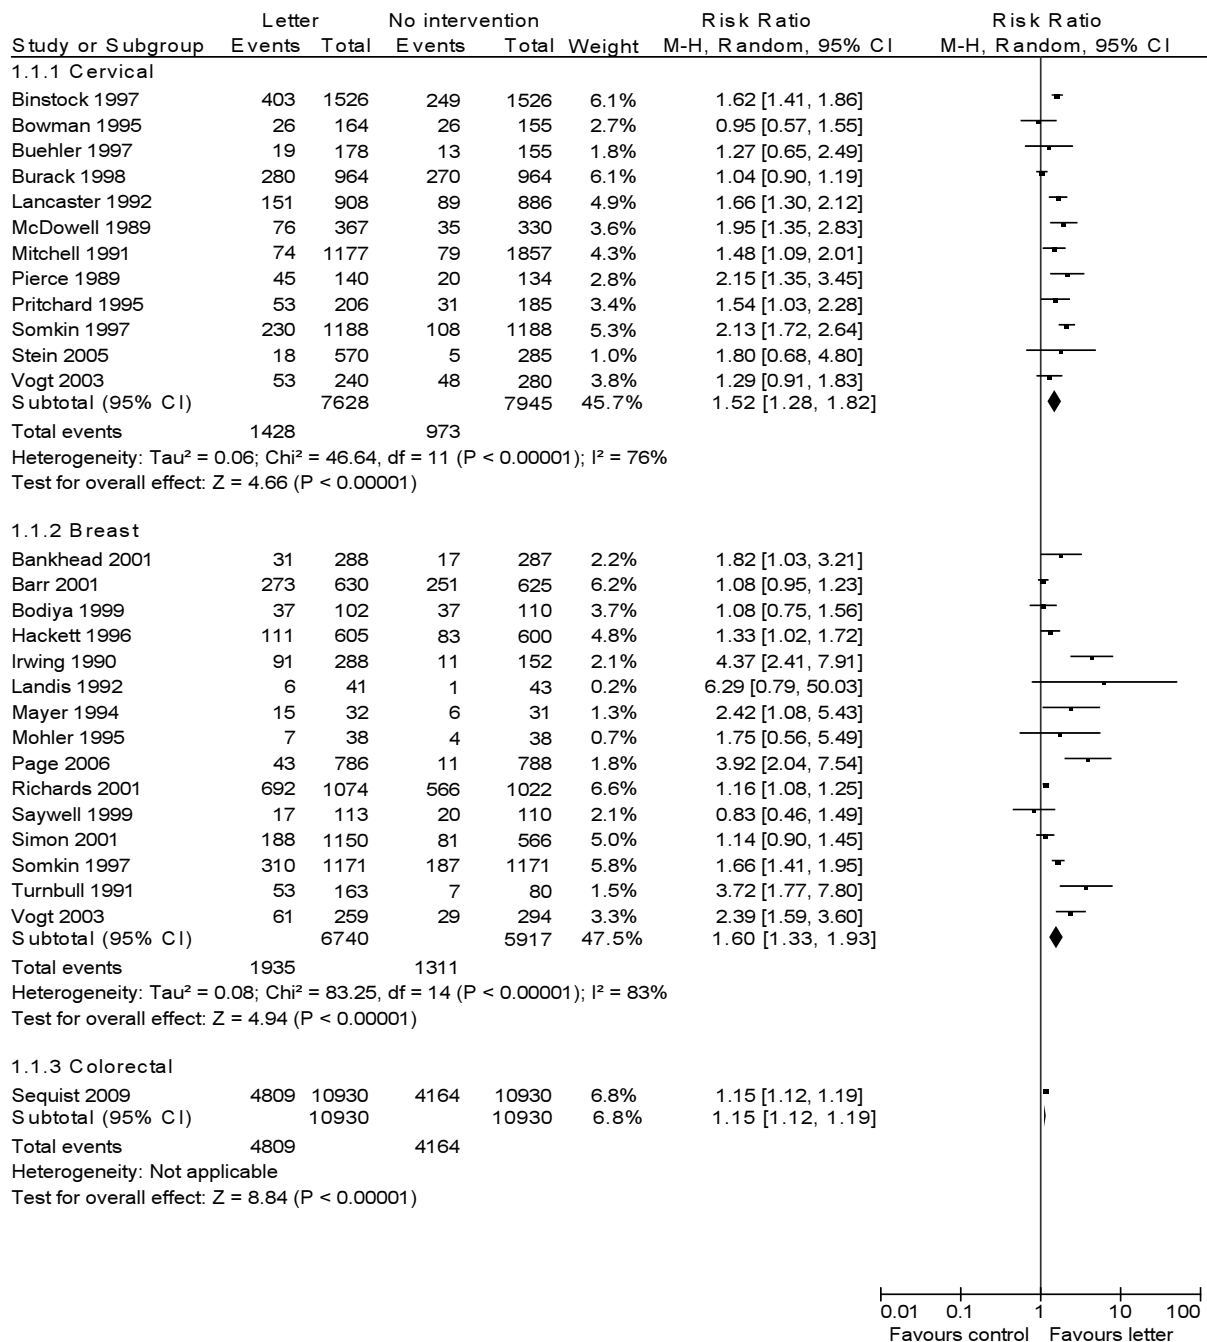 Letter No intervention Risk Ratio Risk Ratio
Study or Subgroup Events Total Events Total Weight M-H, Random, 95% CI M-H, Random, 95% CI
1.1.1 Cervical
Binstock 1997 403 1526 249 1526 6.1% 1.62 [1.41, 1.86]
Bowman 1995 26 164 26 155 2.7% 0.95 [0.57, 1.55]
Buehler 1997 19 178 13 155 1.8% 1.27 [0.65, 2.49]
Burack 1998 280 964 270 964 6.1% 1.04 [0.90, 1.19]
Lancaster 1992 151 908 89 886 4.9% 1.66 [1.30, 2.12]
McDowell 1989 76 367 35 330 3.6% 1.95 [1.35, 2.83]
Mitchell 1991 74 1177 79 1857 4.3% 1.48 [1.09, 2.01]
Pierce 1989 45 140 20 134 2.8% 2.15 [1.35, 3.45]
Pritchard 1995 53 206 31 185 3.4% 1.54 [1.03, 2.28]
Somkin 1997 230 1188 108 1188 5.3% 2.13 [1.72, 2.64]
Stein 2005 18 570 5 285 1.0% 1.80 [0.68, 4.80]
Vogt 2003 53 240 48 280 3.8% 1.29 [0.91, 1.83]
Subtotal (95% CI) 7628 7945 45.7% 1.52 [1.28, 1.82]
Total events 1428 973
Heterogeneity: Tau² = 0.06; Chi² = 46.64, df = 11 (P < 0.00001); I² = 76%
Test for overall effect: Z = 4.66 (P < 0.00001)
1.1.2 Breast
Bankhead 2001 31 288 17 287 2.2% 1.82 [1.03, 3.21]
Barr 2001 273 630 251 625 6.2% 1.08 [0.95, 1.23]
Bodiya 1999 37 102 37 110 3.7% 1.08 [0.75, 1.56]
Hackett 1996 111 605 83 600 4.8% 1.33 [1.02, 1.72]
Irwing 1990 91 288 11 152 2.1% 4.37 [2.41, 7.91]
Landis 1992 6 41 1 43 0.2% 6.29 [0.79, 50.03]
Mayer 1994 15 32 6 31 1.3% 2.42 [1.08, 5.43]
Mohler 1995 7 38 4 38 0.7% 1.75 [0.56, 5.49]
Page 2006 43 786 11 788 1.8% 3.92 [2.04, 7.54]
Richards 2001 692 1074 566 1022 6.6% 1.16 [1.08, 1.25]
Saywell 1999 17 113 20 110 2.1% 0.83 [0.46, 1.49]
Simon 2001 188 1150 81 566 5.0% 1.14 [0.90, 1.45]
Somkin 1997 310 1171 187 1171 5.8% 1.66 [1.41, 1.95]
Turnbull 1991 53 163 7 80 1.5% 3.72 [1.77, 7.80]
Vogt 2003 61 259 29 294 3.3% 2.39 [1.59, 3.60]
Subtotal (95% CI) 6740 5917 47.5% 1.60 [1.33, 1.93]
Total events 1935 1311
Heterogeneity: Tau² = 0.08; Chi² = 83.25, df = 14 (P < 0.00001); I² = 83%
Test for overall effect: Z = 4.94 (P < 0.00001)
1.1.3 Colorectal
Sequist 2009 4809 10930 4164 10930 6.8% 1.15 [1.12, 1.19]
Subtotal (95% CI) 10930 10930 6.8% 1.15 [1.12, 1.19]
Total events 4809 4164
Heterogeneity: Not applicable
Test for overall effect: Z = 8.84 (P < 0.00001)
0.01 0.1 1 10 100
Favours control Favours letter